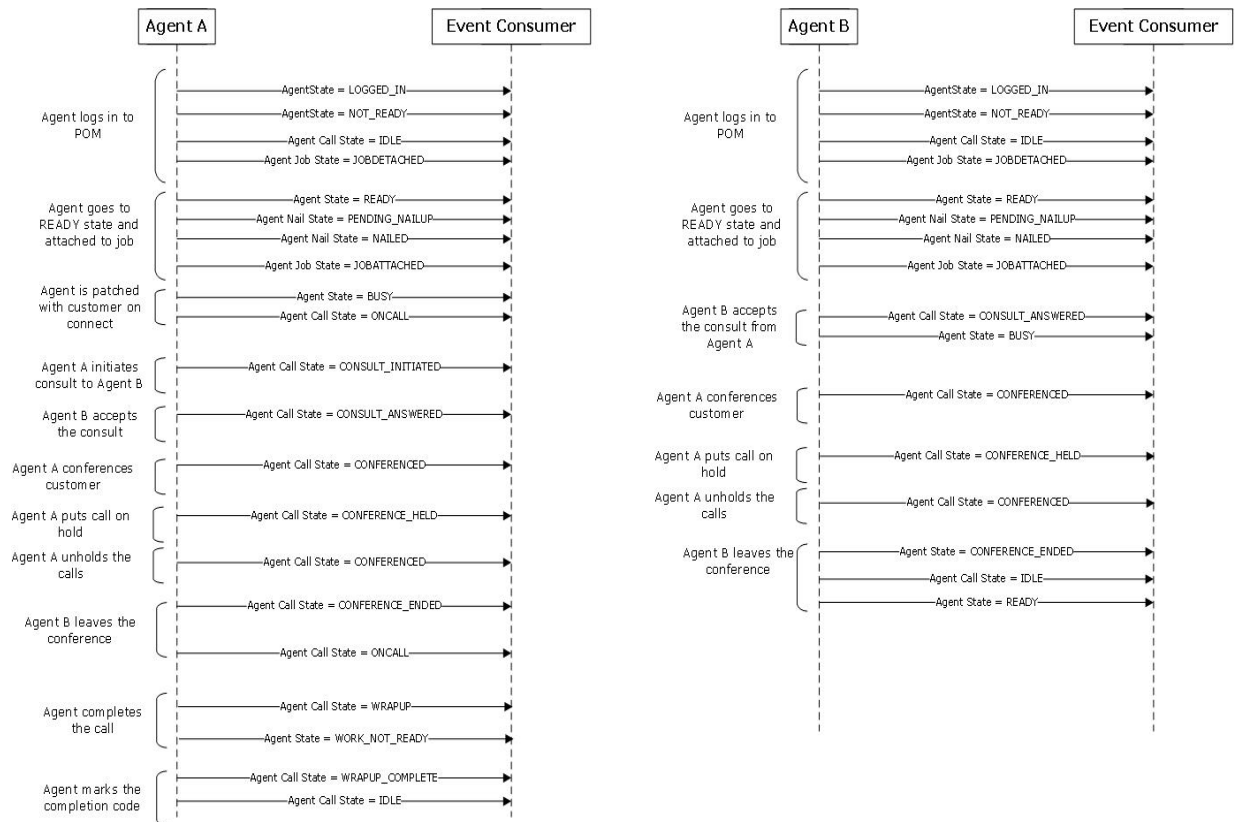 Agent A
Event Consumer
Agent logs in to
POM
AgentState = LOGGED_IN
AgentState = NOT_READY
Agent Call State = IDLE
Agent Job State = JOBDETACHED
Agent goes to
READY state and
attached to job
Agent State = READY
Agent Nail State = PENDING_NAILUP
Agent Nail State = NAILED
Agent Job State = JOBATTACHED
Agent is patched
with customer on
connect
Agent State = BUSY
Agent Call State = ONCALL
Agent A initiates
consult to Agent B
Agent Call State = CONSULT_INITIATED
Agent B accepts
the consult
Agent Call State = CONSULT_ANSWERED
Agent A conferences
customer
Agent Call State = CONFERENCED
Agent A puts call on
hold
Agent Call State = CONFERENCE_HELD
Agent A unholds the
calls
Agent Call State = CONFERENCED
Agent B leaves the
conference
Agent Call State = CONFERENCE_ENDED
Agent Call State = ONCALL
Agent completes
the call
Agent Call State = WRAPUP
Agent State = WORK_NOT_READY
Agent marks the
completion code
Agent Call State = WRAPUP_COMPLETE
Agent Call State = IDLE
Agent B
Event Consumer
Agent logs in to
POM
AgentState = LOGGED_IN
AgentState = NOT_READY
Agent Call State = IDLE
Agent Job State = JOBDETACHED
Agent goes to
READY state and
attached to job
Agent State = READY
Agent Nail State = PENDING_NAILUP
Agent Nail State = NAILED
Agent Job State = JOBATTACHED
Agent B accepts
the consult from
Agent A
Agent Call State = CONSULT_ANSWERED
Agent State = BUSY
Agent A conferences
customer
Agent Call State = CONFERENCED
Agent A puts call on
hold
Agent Call State = CONFERENCE_HELD
Agent A unholds the
calls
Agent Call State = CONFERENCED
Agent B leaves the
conference
Agent State = CONFERENCE_ENDED
Agent Call State = IDLE
Agent State = READY